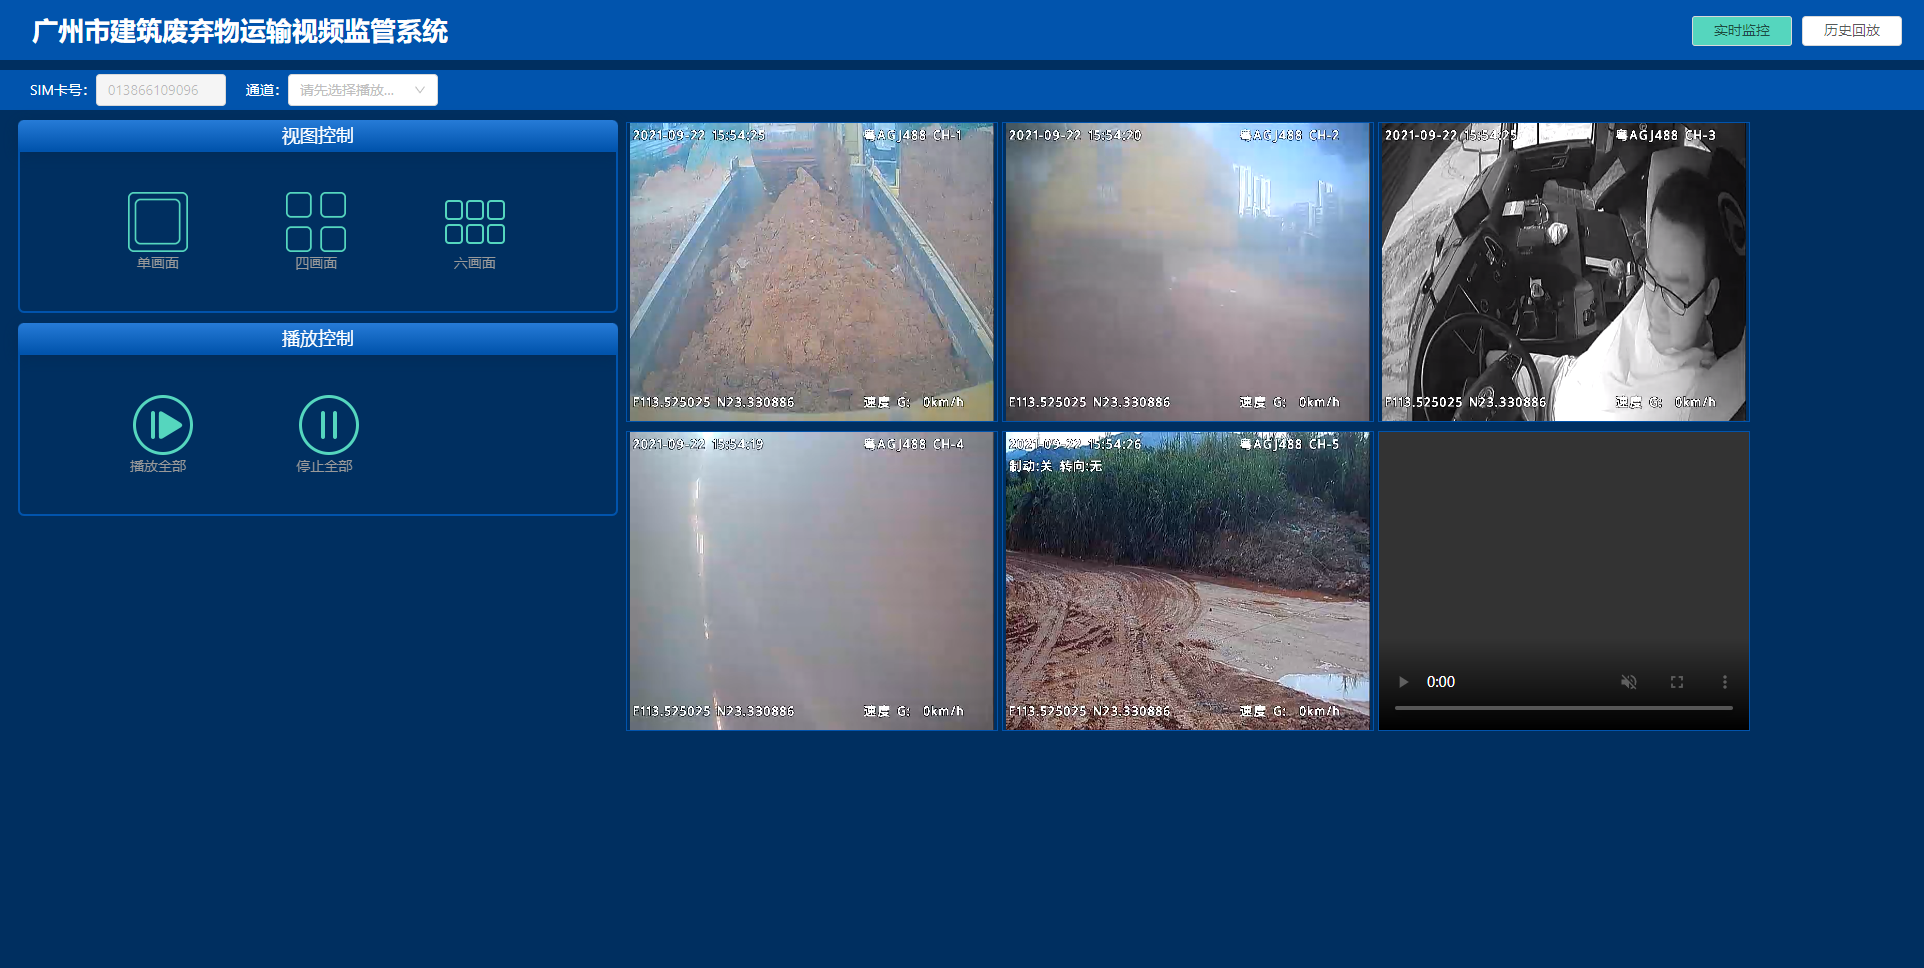 广州市建筑废弃物运输视频监管系统
实时监控
历史回放
SIM卡号：
013866109096
通道：
请先选择播放...
视图控制
单画面
四画面
六画面
播放控制
播放全部
停止全部
2021-09-22 15:54:25
粤AGJ488 CH-1
E113.525025 N23.330886
速度 G: 0km/h
2021-09-22 15:54:20
粤AGJ488 CH-2
E113.525025 N23.330886
速度 G: 0km/h
2021-09-22 15:54:25
粤AGJ488 CH-3
E113.525025 N23.330886
速度 G: 0km/h
2021-09-22 15:54:19
粤AGJ488 CH-4
E113.525025 N23.330886
速度 G: 0km/h
2021-09-22 15:54:26
粤AGJ488 CH-5
制动:关 转向:无
E113.525025 N23.330886
速度 G: 0km/h
0:00